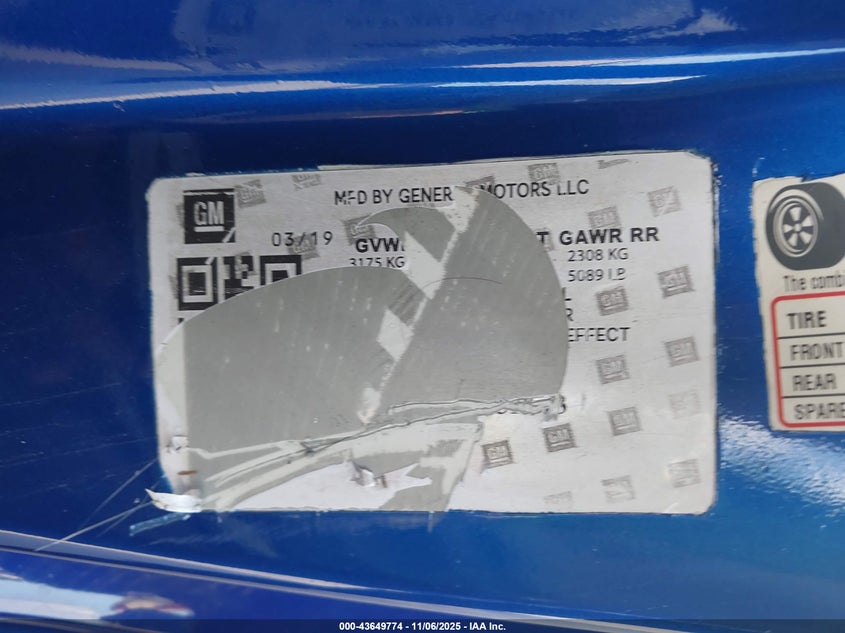 GM
MFD BY GENER MOTORS LLC
03/19
GVW T GAWR RR
3175 KG 2308 KG
5089 LB
L
R
EFFECT
The comb
TIRE
FRONT
REAR
SPARE
000-43649774 - 11/06/2025 - IAA Inc.